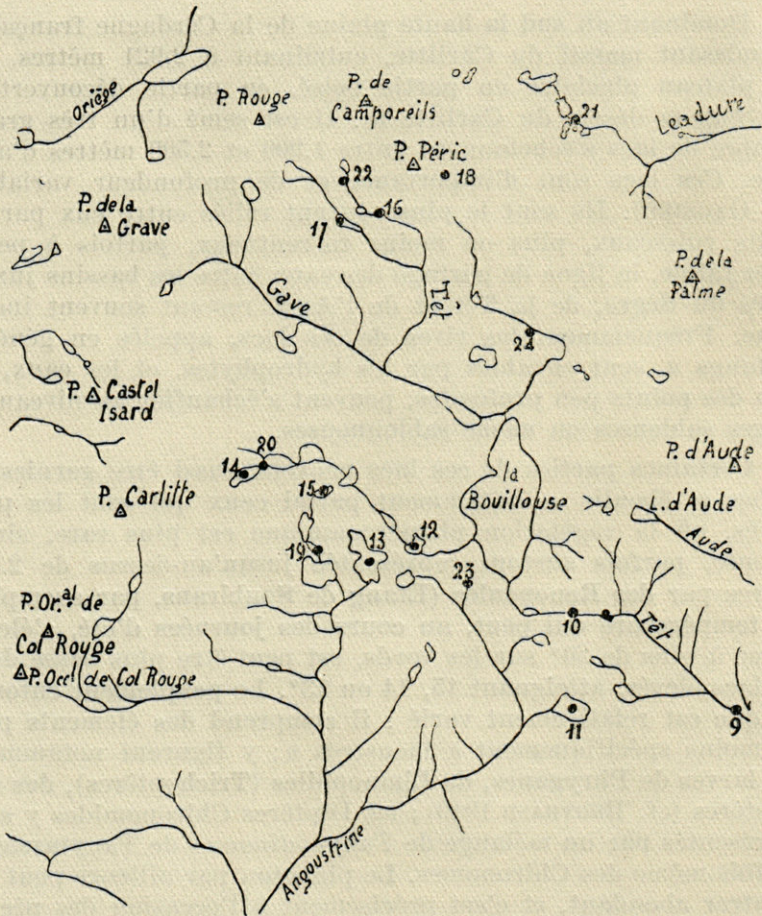 Oriège
P. Rouge
P. de
Camporeils
21
Leadure
P. Péric
18
22
16
17
P. de la
Grave
Gave
Têt
P. de la
Palme
24
P. Castel
Isard
20
14
15
la
Bouillouse
P. d'Aude
L. d'Aude
Aude
P. Carlitte
19
13
12
23
10
Têt
P. Or.al de
Col Rouge
P. Occl de Col Rouge
11
9
Angoustrine